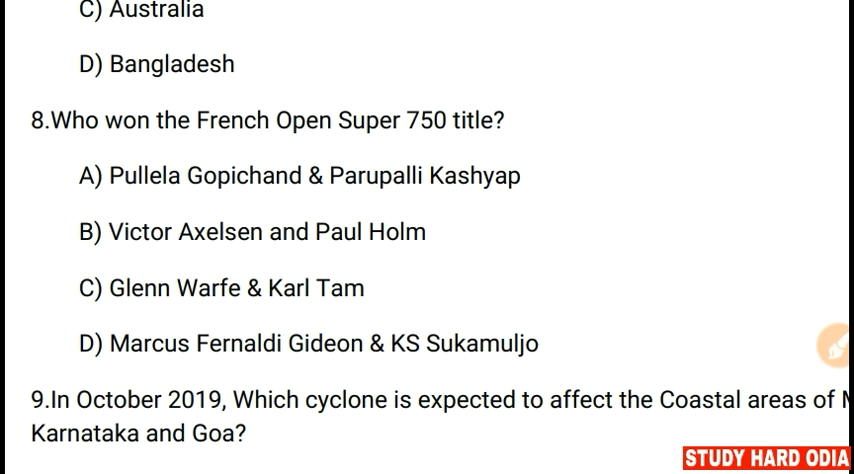 C) Australia
D) Bangladesh
8.Who won the French Open Super 750 title?
A) Pullela Gopichand & Parupalli Kashyap
B) Victor Axelsen and Paul Holm
C) Glenn Warfe & Karl Tam
D) Marcus Fernaldi Gideon & KS Sukamuljo
9.In October 2019, Which cyclone is expected to affect the Coastal areas of
Karnataka and Goa?
STUDY HARD ODIA